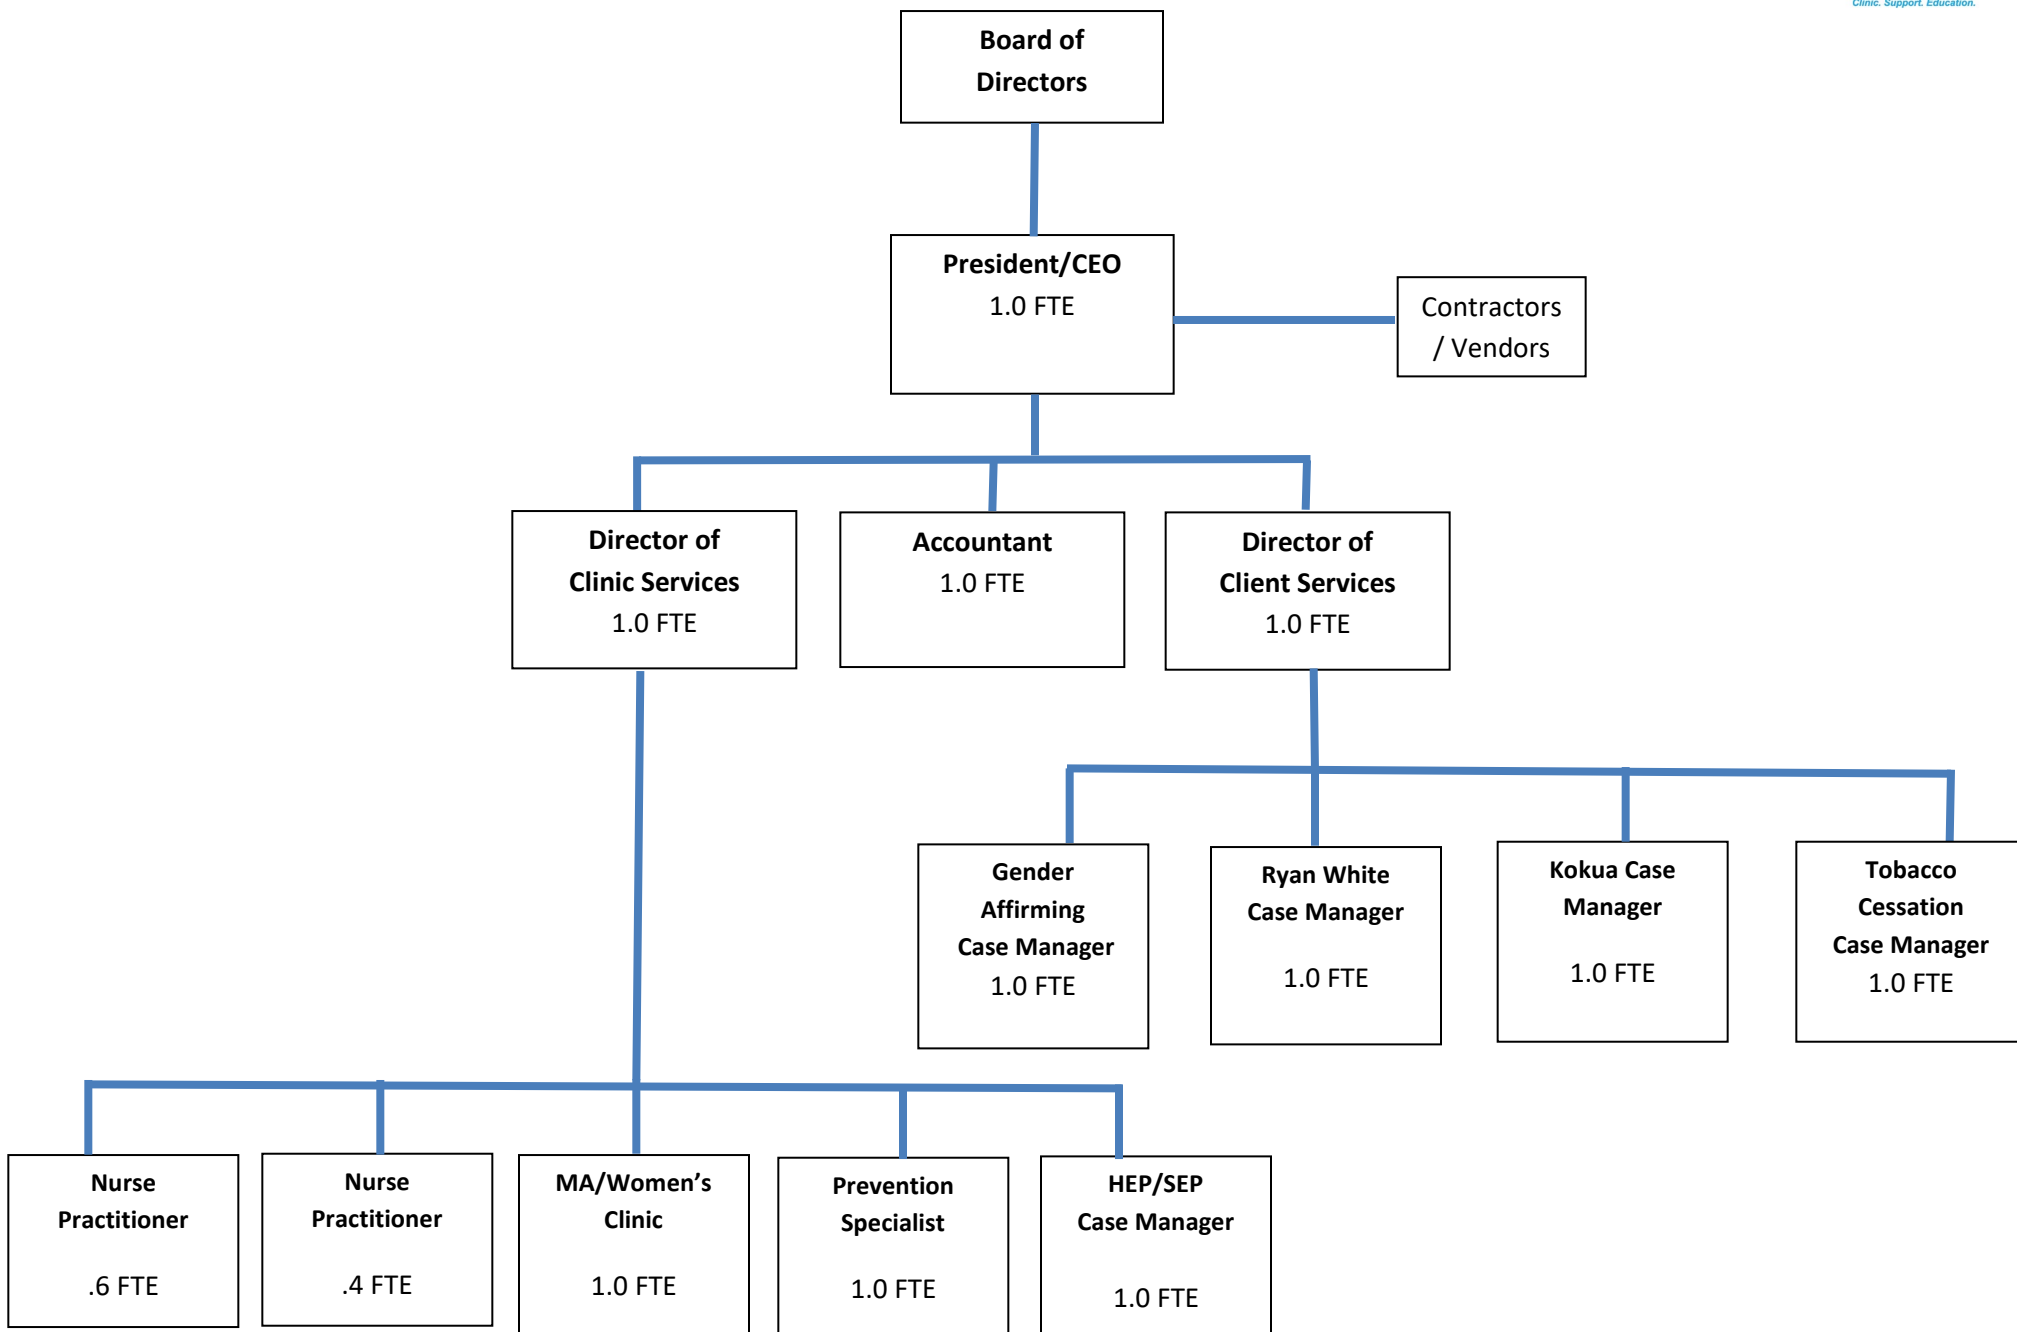 Clinic. Support. Education.
Board of
Directors
President/CEO
1.0 FTE
Contractors
/ Vendors
Director of
Clinic Services
1.0 FTE
Accountant
1.0 FTE
Director of
Client Services
1.0 FTE
Gender
Affirming
Case Manager
1.0 FTE
Ryan White
Case Manager
1.0 FTE
Kokua Case
Manager
1.0 FTE
Tobacco
Cessation
Case Manager
1.0 FTE
Nurse
Practitioner
.6 FTE
Nurse
Practitioner
.4 FTE
MA/Women’s
Clinic
1.0 FTE
Prevention
Specialist
1.0 FTE
HEP/SEP
Case Manager
1.0 FTE